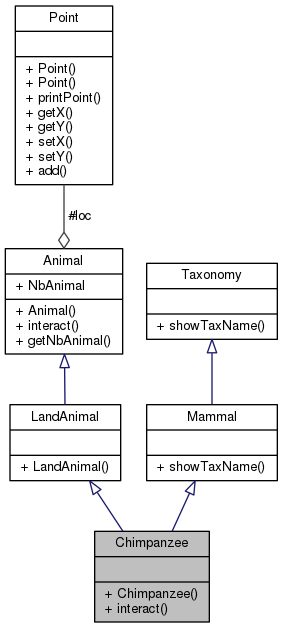 Point
+ Point()
+ Point()
+ printPoint()
+ getX()
+ getY()
+ setX()
+ setY()
+ add()
#loc
Animal
+ NbAnimal
+ Animal()
+ interact()
+ getNbAnimal()
Taxonomy
+ showTaxName()
LandAnimal
+ LandAnimal()
Mammal
+ showTaxName()
Chimpanzee
+ Chimpanzee()
+ interact()